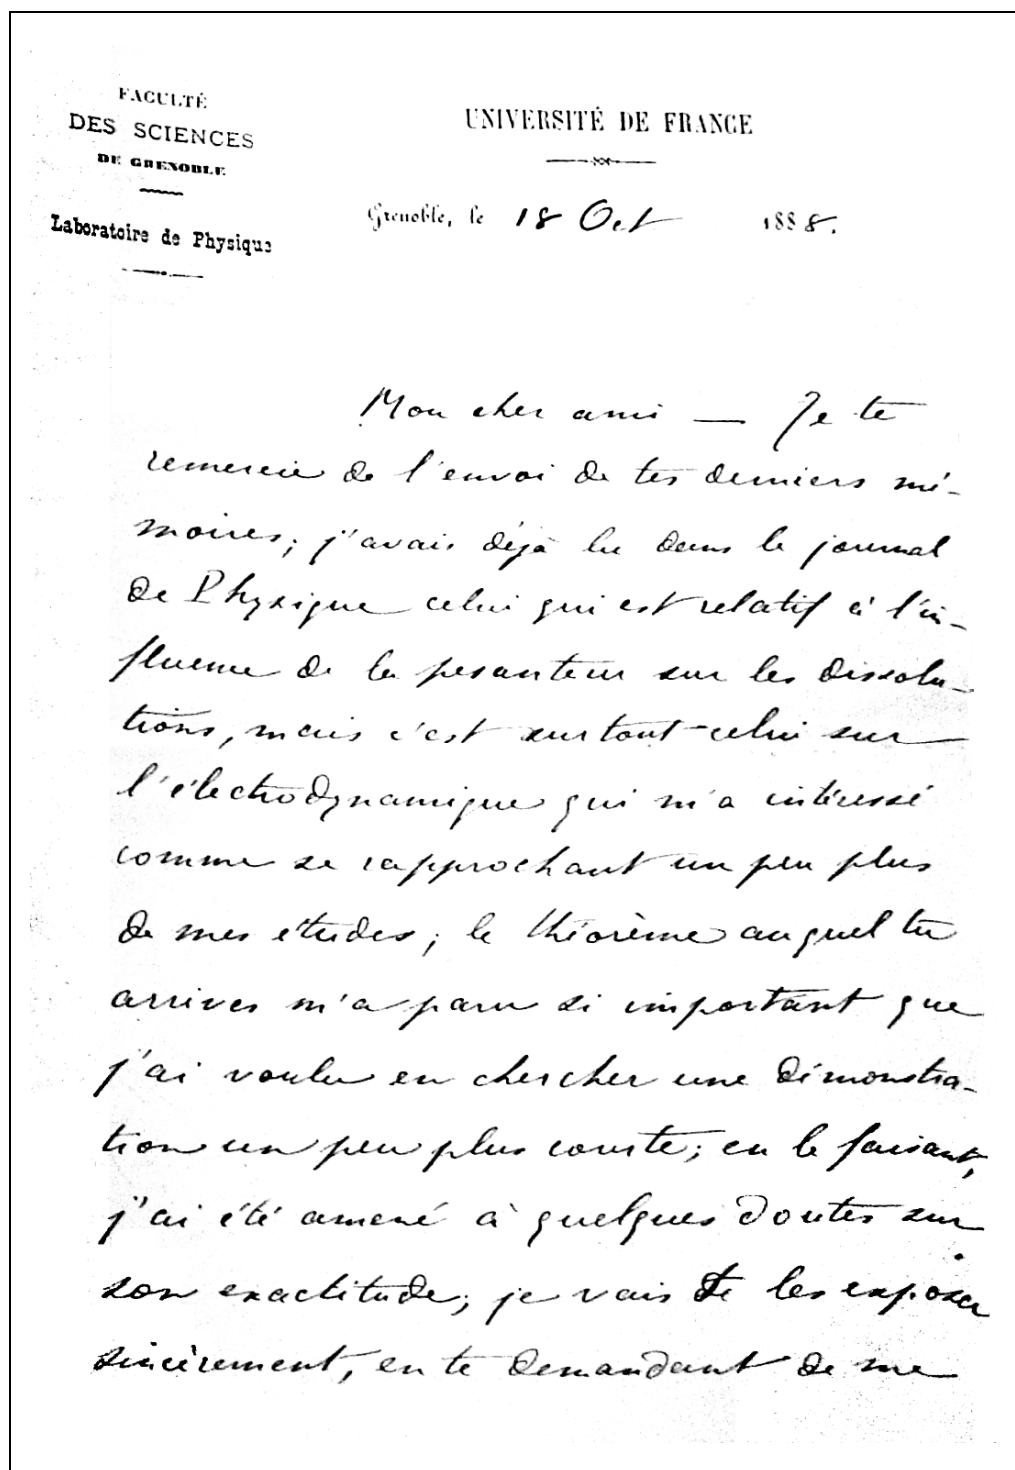 FACULTÉ
DES SCIENCES
DE GRENOBLE
Laboratoire de Physique
UNIVERSITÉ DE FRANCE
Grenoble, le 18 Oct 1888.
Mon cher ami — Je te
remercie de l'envoi de tes derniers mé-
moires; j'avais déjà lu dans le journal
de Physique celui qui est relatif à l'in-
fluence de la pesanteur sur les dissolu-
tions, mais c'est surtout celui sur
l'électrodynamique qui m'a intéressé
comme se rapprochant un peu plus
de mes études; le théorème auquel tu
arrives m'a paru si important que
j'ai voulu en chercher une démonstra-
tion un peu plus courte; en le faisant,
j'ai été amené à quelques doutes sur
son exactitude; je vais te les exposer
sincèrement, en te demandant de me